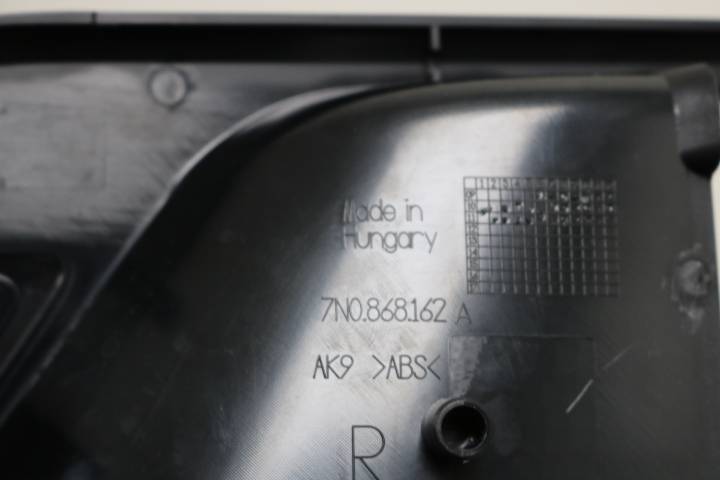 Made in
Hungary
7N0.868.162 A
AK9 >ABS<
R